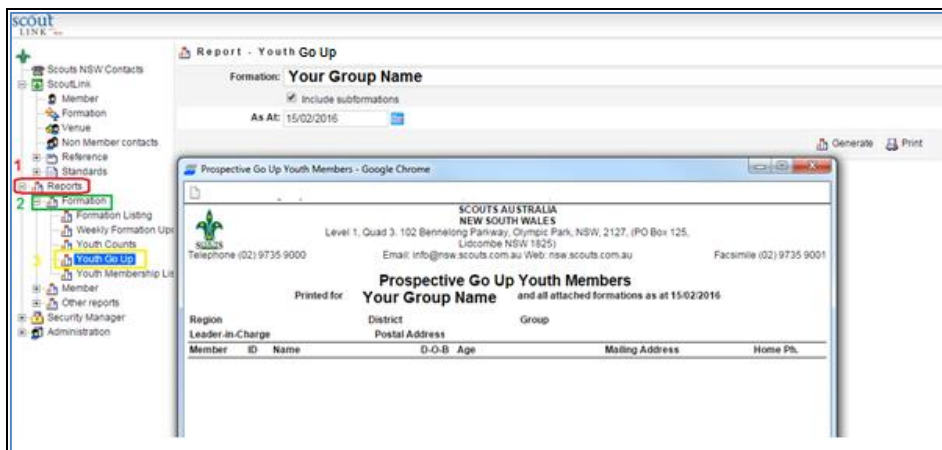 scout
LINK
Report - Youth Go Up
Scouts NSW Contacts
ScoutLink
Member
Formation
Venue
Non Member contacts
Reference
1
Standards
Reports
2
Formation
Formation Listing
Weekly Formation Up
Youth Counts
3
Youth Go Up
Youth Membership Lis
Member
Other reports
Security Manager
Administration
Formation: Your Group Name
Include subformations
As At: 15/02/2016
Generate Print
Prospective Go Up Youth Members - Google Chrome
SCOUTS
SCOUTS AUSTRALIA
NEW SOUTH WALES
Level 1, Quad 3, 102 Bennelong Parkway, Olympic Park, NSW, 2127, (PO Box 125,
Lidcombe NSW 1825)
Telephone (02) 9735 9000 Email: info@nsw.scouts.com.au Web: nsw.scouts.com.au Facsimile (02) 9735 9001
Prospective Go Up Youth Members
Printed for Your Group Name and all attached formations as at 15/02/2016
Region District Group
Leader-in-Charge Postal Address
Member ID Name D-O-B Age Mailing Address Home Ph.